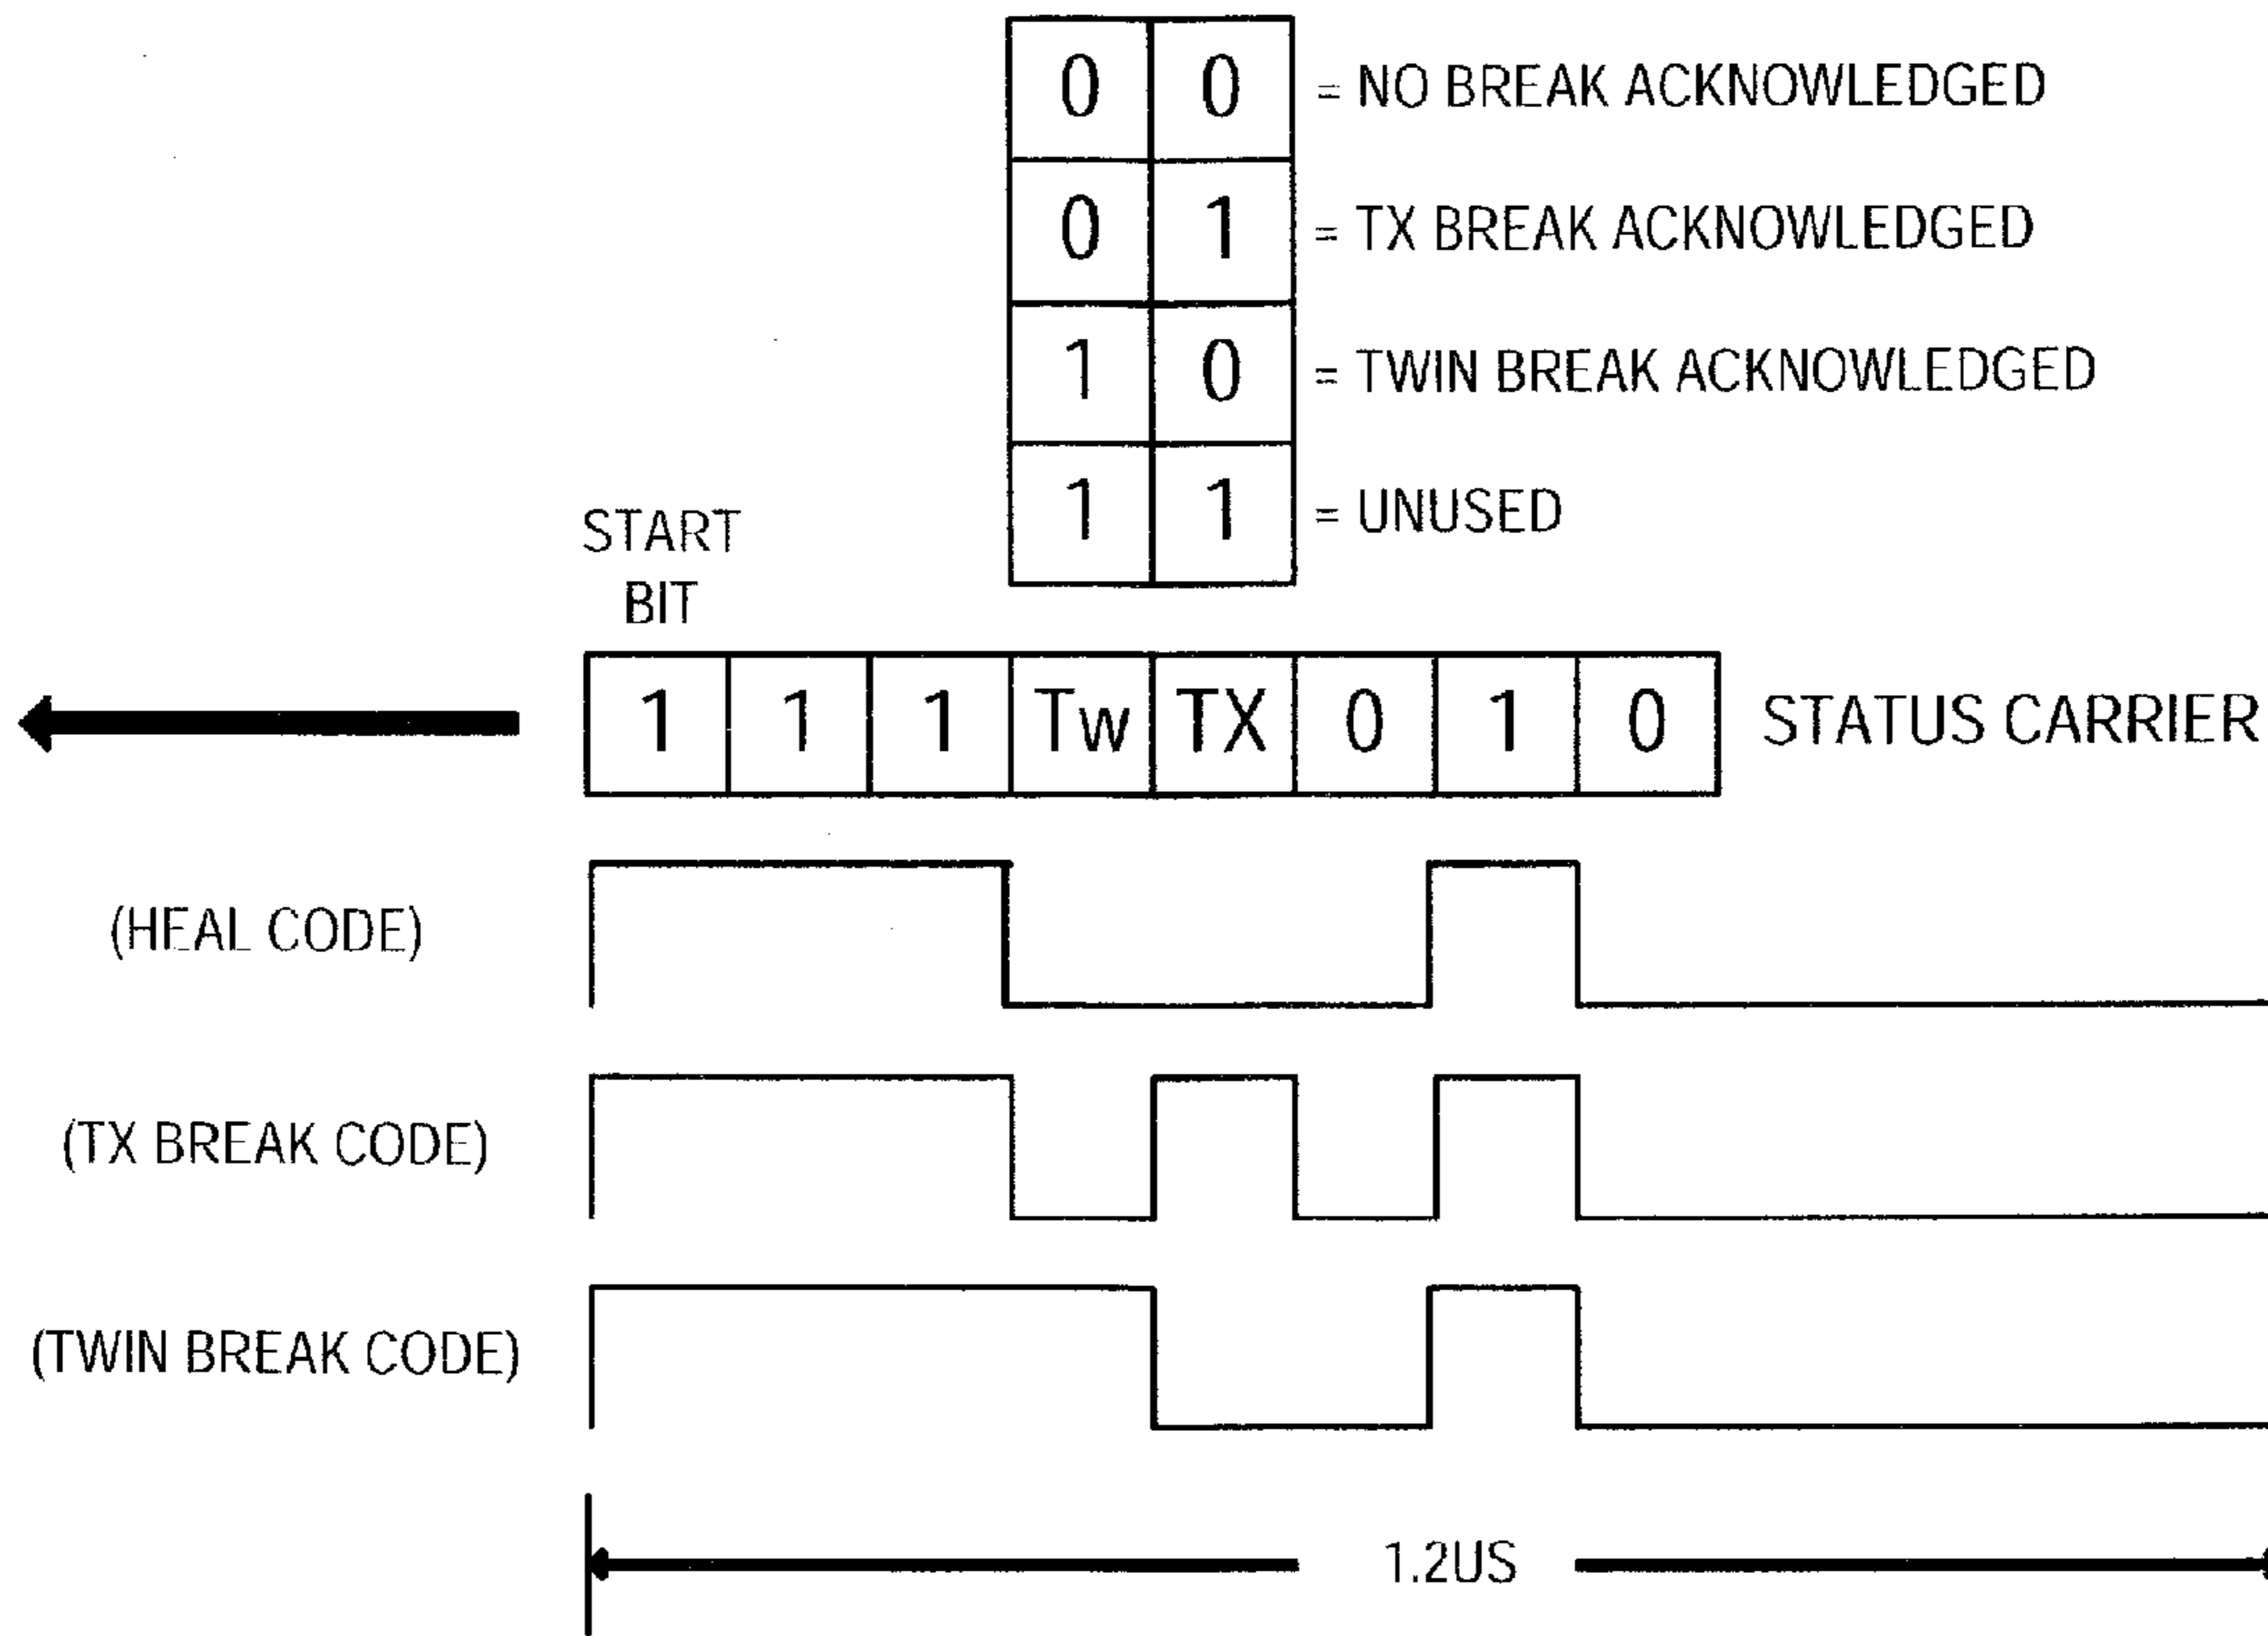 0 0 = NO BREAK ACKNOWLEDGED
0 1 = TX BREAK ACKNOWLEDGED
1 0 = TWIN BREAK ACKNOWLEDGED
1 1 = UNUSED
START
BIT
1 1 1 Tw TX 0 1 0 STATUS CARRIER
(HEAL CODE)
(TX BREAK CODE)
(TWIN BREAK CODE)
1.2US